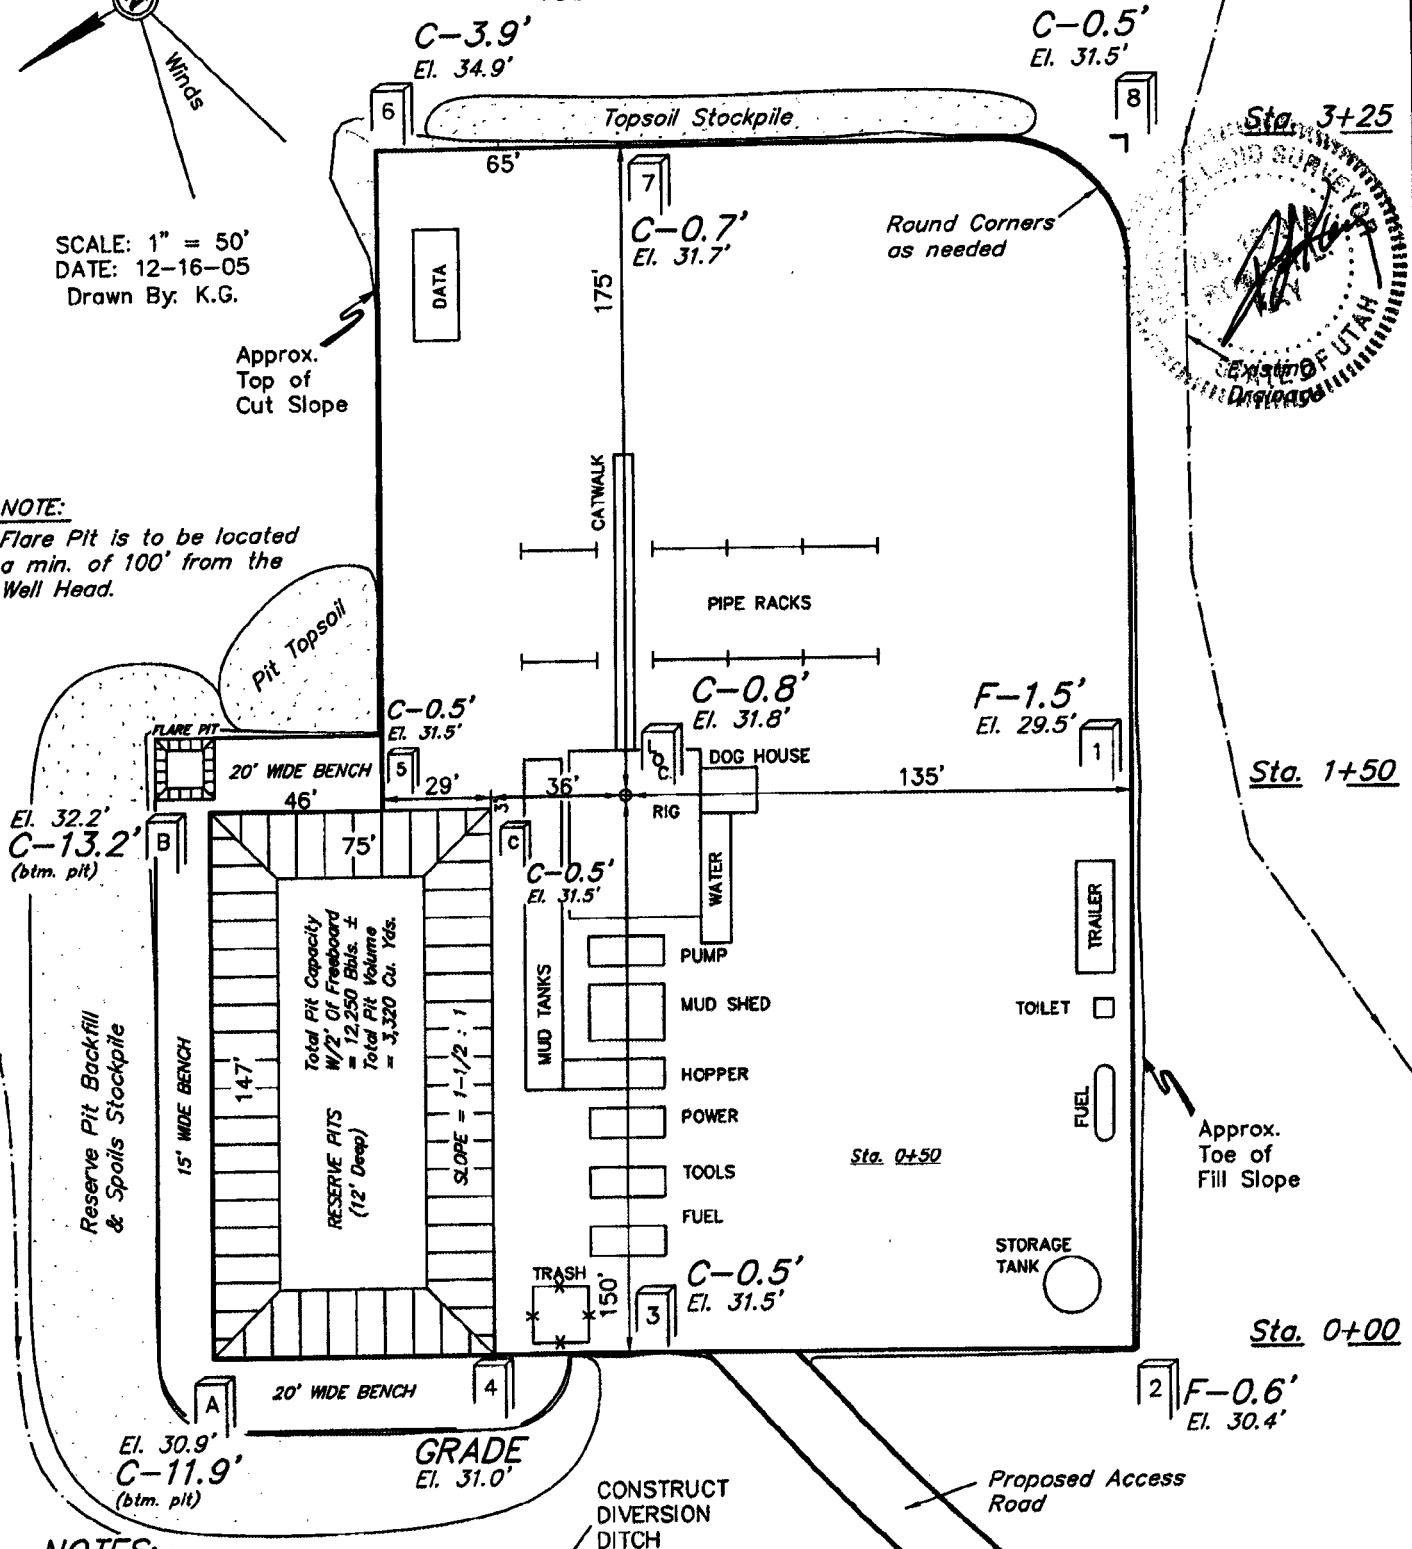 Winds
C-3.9'
El. 34.9'
C-0.5'
El. 31.5'
6
Topsoil Stockpile
8
Sta. 3+25
65'
7
C-0.7'
El. 31.7'
175'
Round Corners
as needed
LAND SURVEYOR
STATE OF UTAH
SCALE: 1" = 50'
DATE: 12-16-05
Drawn By: K.G.
DATA
Approx.
Top of
Cut Slope
Existing
Drainage
CATWALK
NOTE:
Flare Pit is to be located
a min. of 100' from the
Well Head.
PIPE RACKS
Pit Topsoil
C-0.8'
El. 31.8'
F-1.5'
El. 29.5'
C-0.5'
El. 31.5'
FLARE PIT
20' WIDE BENCH
5
29'
36'
LOC.
DOG HOUSE
1
135'
Sta. 1+50
46'
3'
RIG
El. 32.2'
C-13.2'
(btm. pit)
B
75'
C
C-0.5'
El. 31.5'
WATER
TRAILER
Total Pit Capacity
W/2' Of Freeboard
= 12,250 Bbls. ±
Total Pit Volume
= 3,320 Cu. Yds.
PUMP
MUD TANKS
MUD SHED
TOILET
Reserve Pit Backfill
& Spoils Stockpile
15' WIDE BENCH
147'
RESERVE PITS
(12' Deep)
SLOPE = 1-1/2 : 1
HOPPER
POWER
FUEL
Approx.
Toe of
Fill Slope
Sta. 0+50
TOOLS
FUEL
STORAGE
TANK
TRASH
150'
3
C-0.5'
El. 31.5'
Sta. 0+00
A
20' WIDE BENCH
4
2
F-0.6'
El. 30.4'
El. 30.9'
C-11.9'
(btm. pit)
GRADE
El. 31.0'
CONSTRUCT
DIVERSION
DITCH
Proposed Access
Road
NOTES: